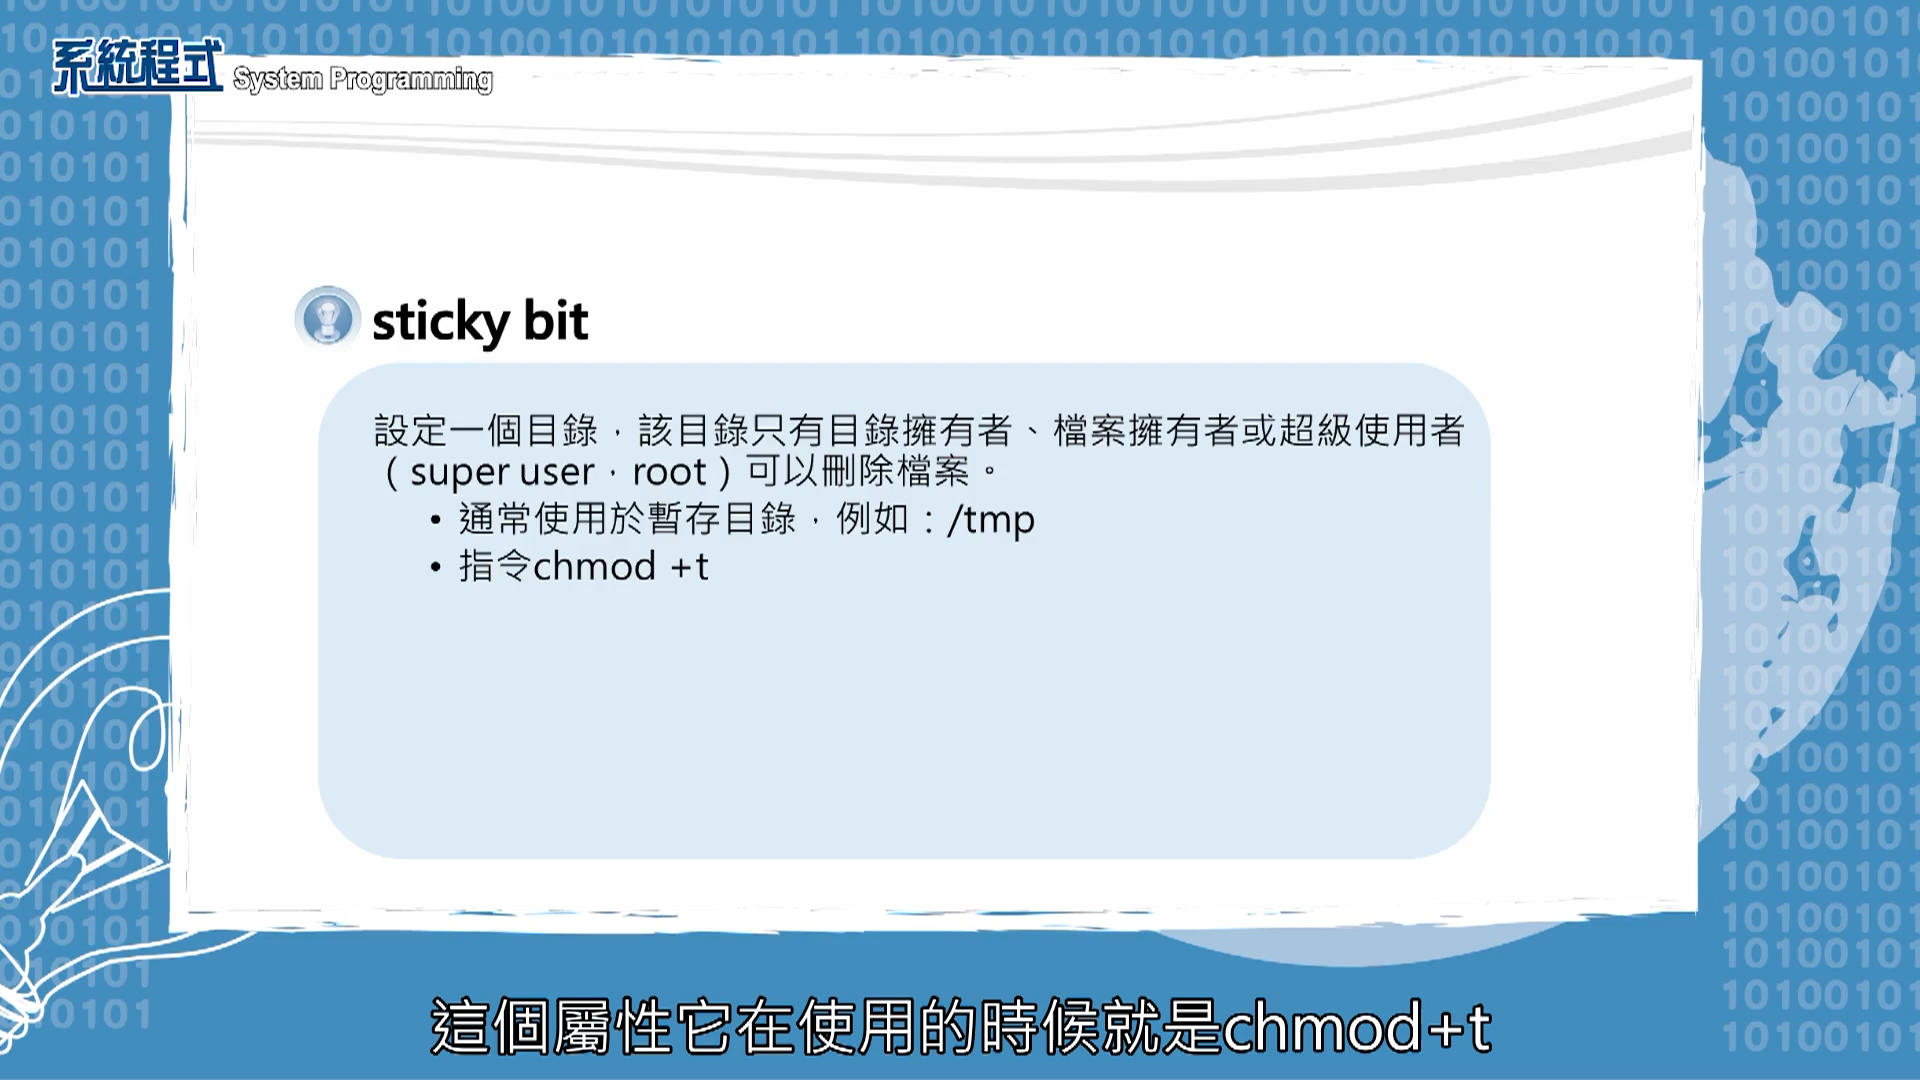 系統程式 System Programming
sticky bit
設定一個目錄，該目錄只有目錄擁有者、檔案擁有者或超級使用者
（super user，root）可以刪除檔案。
• 通常使用於暫存目錄，例如：/tmp
• 指令chmod +t
這個屬性它在使用的時候就是chmod+t